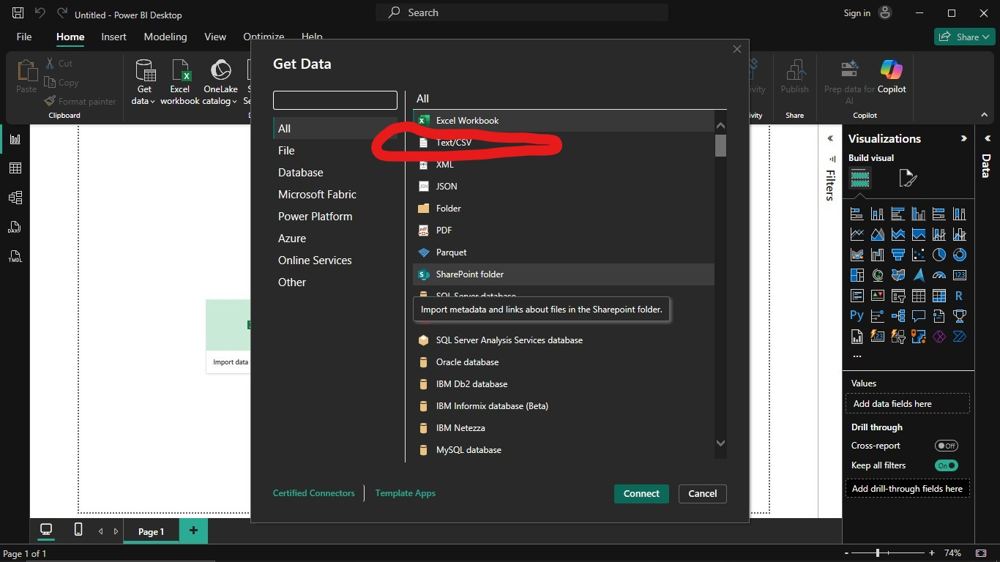 Untitled - Power BI Desktop
Search
Sign in
File Home Insert Modeling View Optimize Help
Share
Paste
Cut
Copy
Format painter
Clipboard
Get data
Excel workbook
OneLake catalog
Publish
Share
Prep data for AI
Copilot
Copilot
Get Data
All
File
Database
Microsoft Fabric
Power Platform
Azure
Online Services
Other
All
Excel Workbook
Text/CSV
XML
JSON
Folder
PDF
Parquet
SharePoint folder
SQL Server database
Import metadata and links about files in the Sharepoint folder.
SQL Server Analysis Services database
Oracle database
IBM Db2 database
IBM Informix database (Beta)
IBM Netezza
MySQL database
Certified Connectors
Template Apps
Connect
Cancel
Import data
Filters
Visualizations
Build visual
Data
DAX
TMDL
R
Py
123
...
Values
Add data fields here
Drill through
Cross-report
Off
Keep all filters
On
Add drill-through fields here
Page 1
+
Page 1 of 1
- + 74%